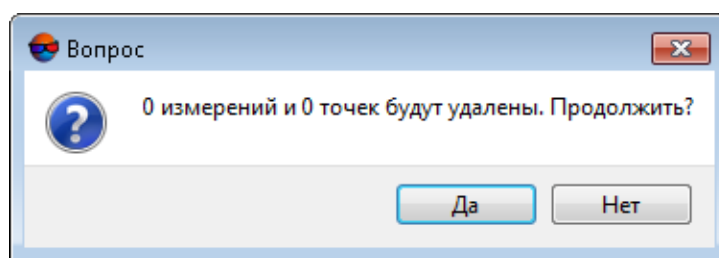 Вопрос
0 измерений и 0 точек будут удалены. Продолжить?
Да Нет